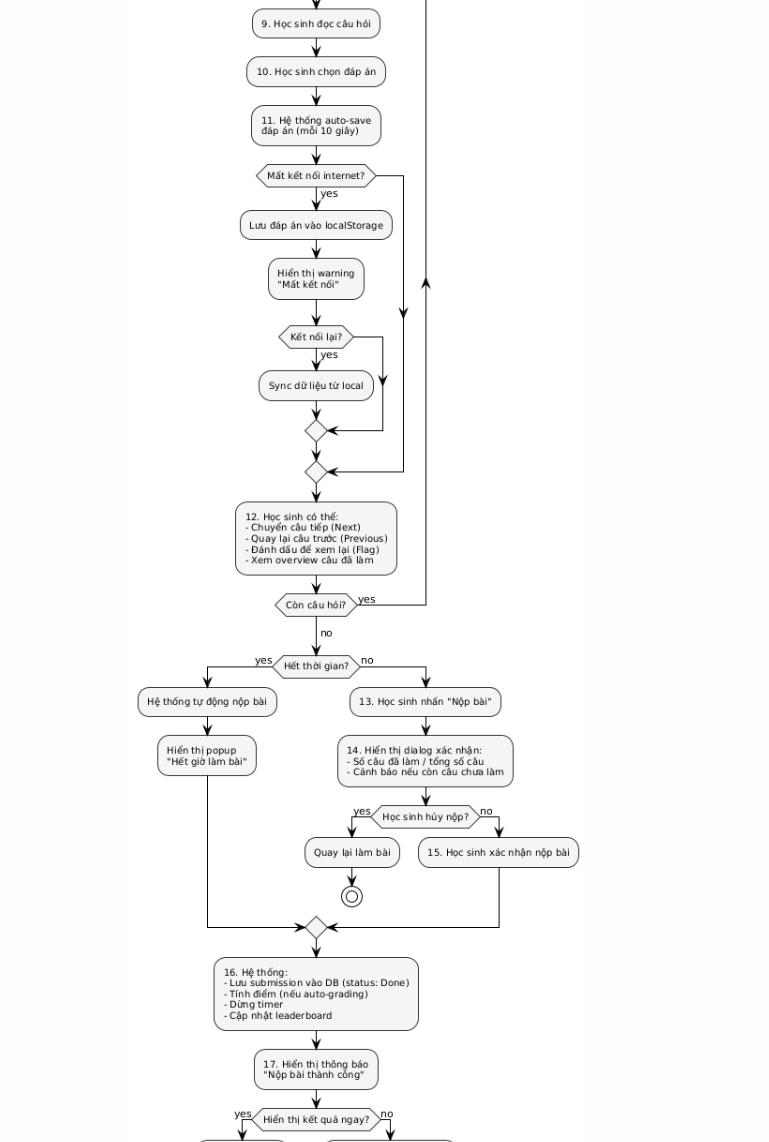 9. Học sinh đọc câu hỏi
10. Học sinh chọn đáp án
11. Hệ thống auto-save
đáp án (mỗi 10 giây)
Mất kết nối internet?
yes
Lưu đáp án vào localStorage
Hiển thị warning
"Mất kết nối"
Kết nối lại?
yes
Sync dữ liệu từ local
12. Học sinh có thể:
- Chuyển câu tiếp (Next)
- Quay lại câu trước (Previous)
- Đánh dấu để xem lại (Flag)
- Xem overview câu đã làm
Còn câu hỏi?
yes
no
yes
Hết thời gian?
no
Hệ thống tự động nộp bài
13. Học sinh nhấn "Nộp bài"
Hiển thị popup
"Hết giờ làm bài"
14. Hiển thị dialog xác nhận:
- Số câu đã làm / tổng số câu
- Cảnh báo nếu còn câu chưa làm
yes
Học sinh hủy nộp?
no
Quay lại làm bài
15. Học sinh xác nhận nộp bài
16. Hệ thống:
- Lưu submission vào DB (status: Done)
- Tính điểm (nếu auto-grading)
- Dừng timer
- Cập nhật leaderboard
17. Hiển thị thông báo
"Nộp bài thành công"
yes
Hiển thị kết quả ngay?
no